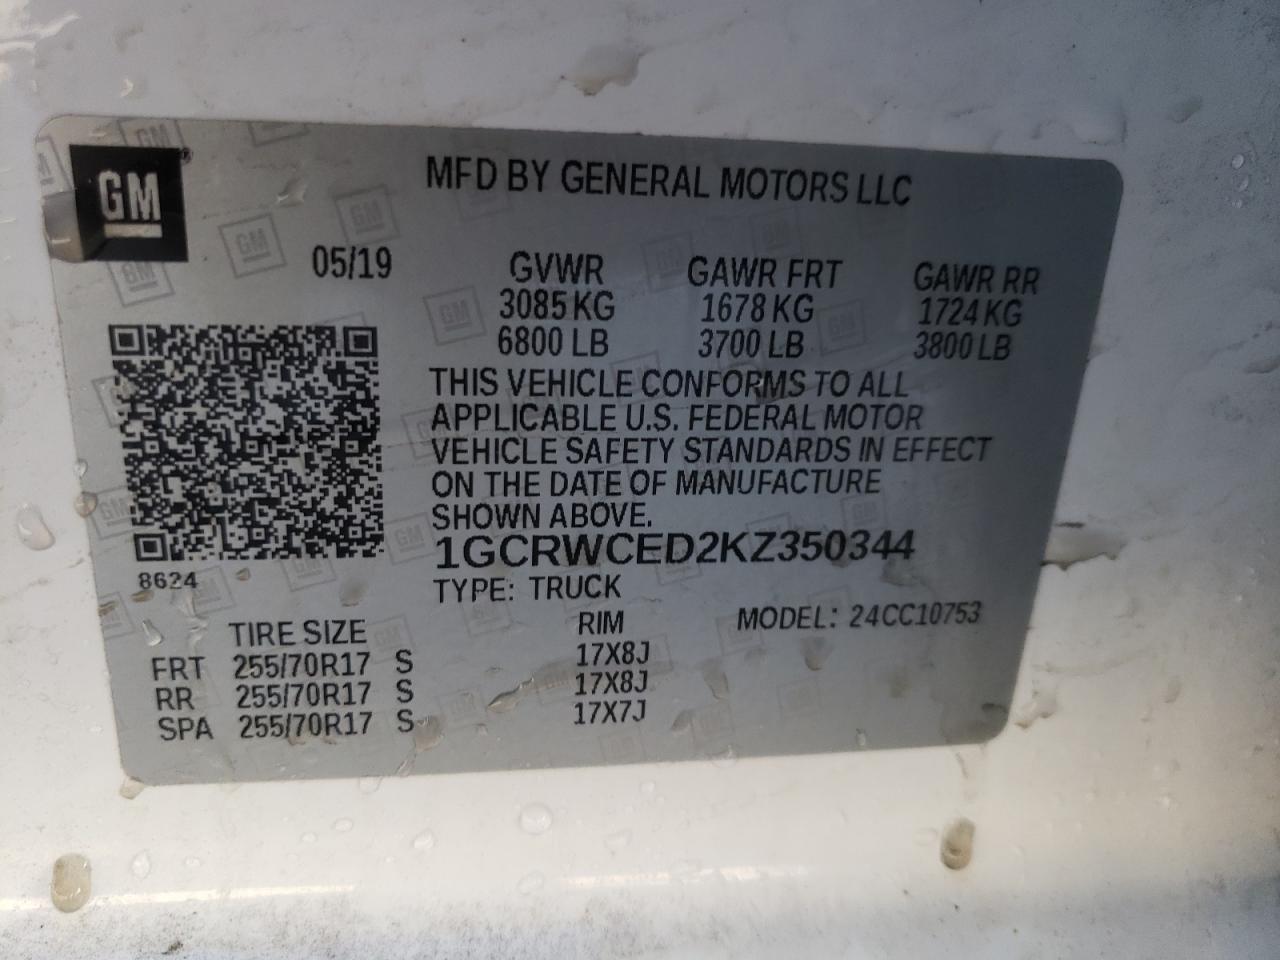 GM ®
MFD BY GENERAL MOTORS LLC
05/19 GVWR GAWR FRT GAWR RR
3085 KG 1678 KG 1724 KG
6800 LB 3700 LB 3800 LB
THIS VEHICLE CONFORMS TO ALL
APPLICABLE U.S. FEDERAL MOTOR
VEHICLE SAFETY STANDARDS IN EFFECT
ON THE DATE OF MANUFACTURE
SHOWN ABOVE.
1GCRWCED2KZ350344
8624
TYPE: TRUCK
TIRE SIZE RIM MODEL: 24CC10753
FRT 255/70R17 S 17X8J
RR 255/70R17 S 17X8J
SPA 255/70R17 S 17X7J